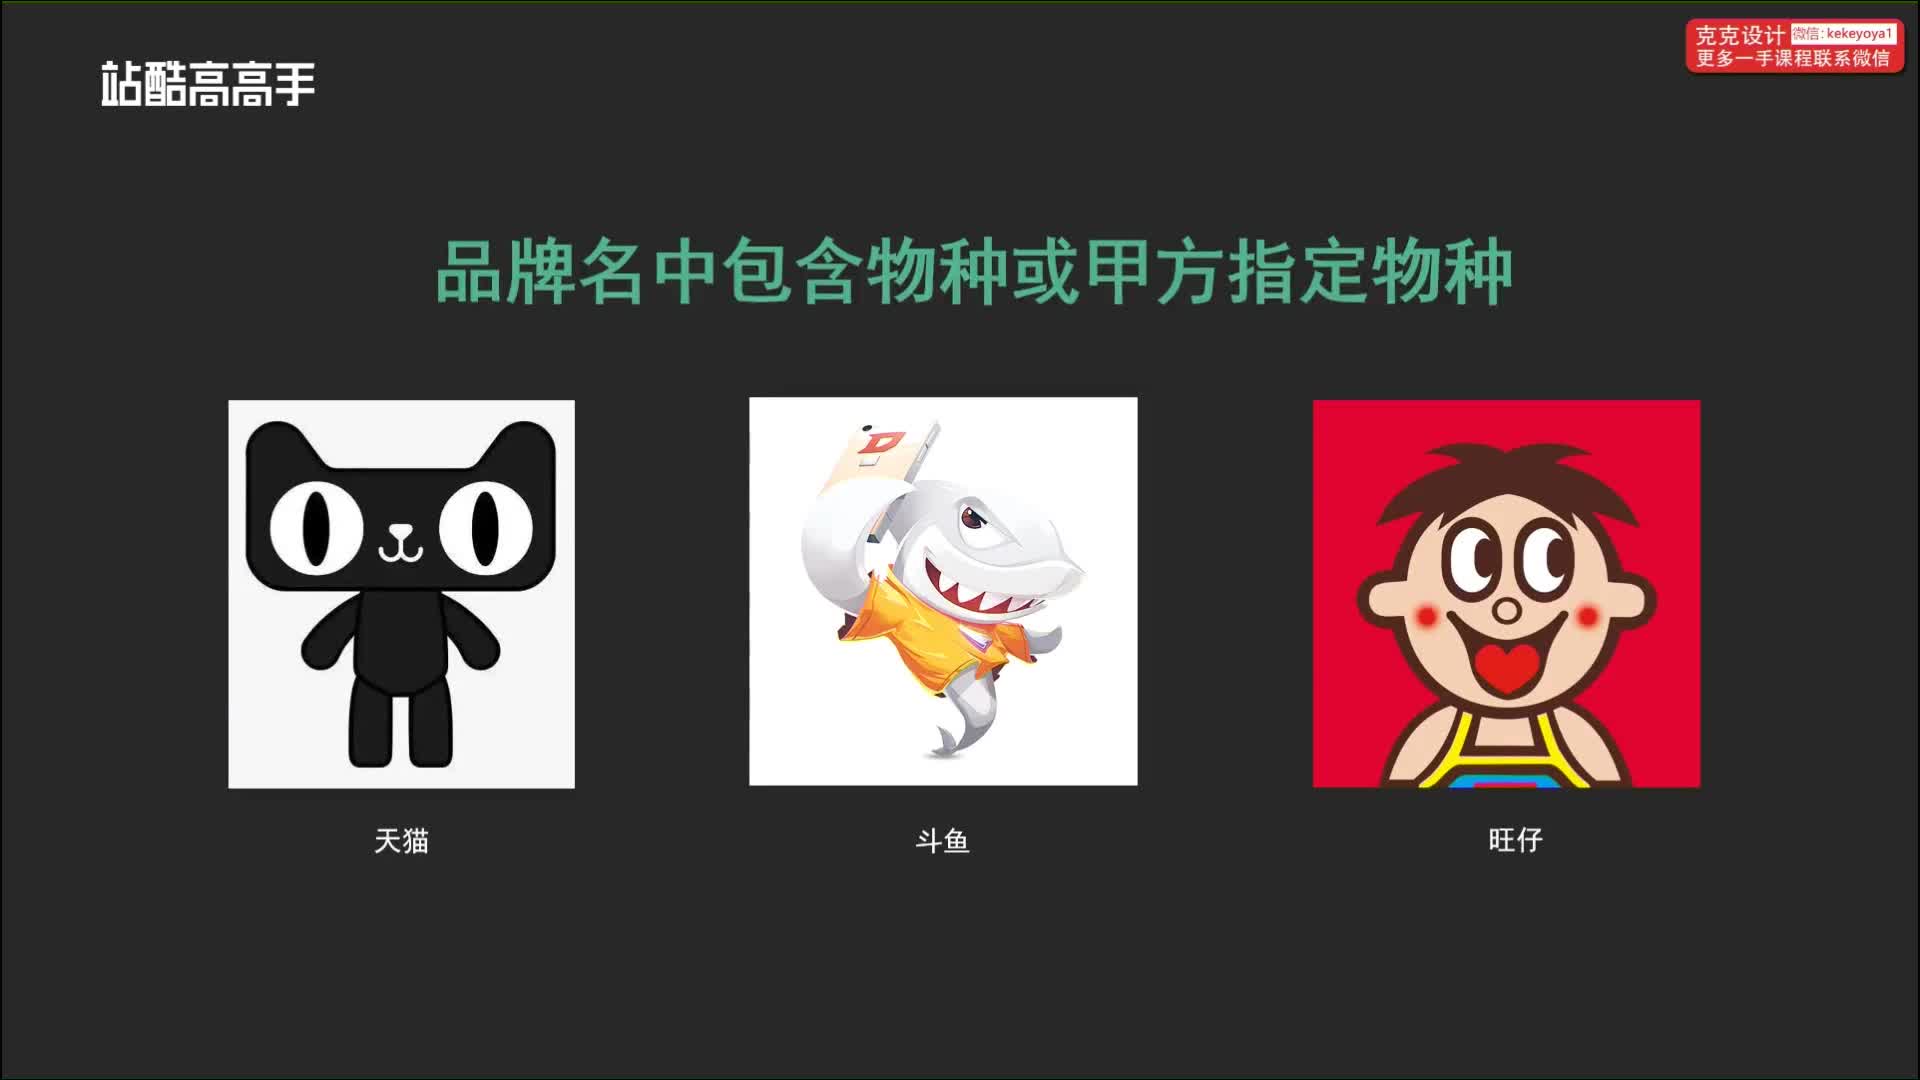 克克设计 微信: kekeyoya1
更多一手课程联系微信
站酷高高手
品牌名中包含物种或甲方指定物种
D
天猫
斗鱼
旺仔